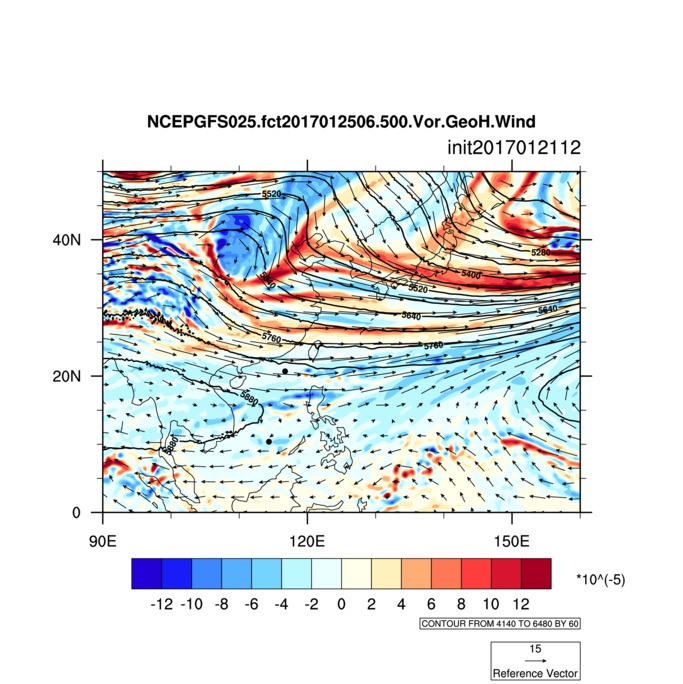 NCEPGFS025.fct2017012506.500.Vor.GeoH.Wind
init2017012112
5520
40N
5280
5400
5520
5640
5640
5760
5760
20N
5880
5880
0
90E 120E 150E
-12 -10 -8 -6 -4 -2 0 2 4 6 8 10 12
*10^(-5)
CONTOUR FROM 4140 TO 6480 BY 60
15
Reference Vector